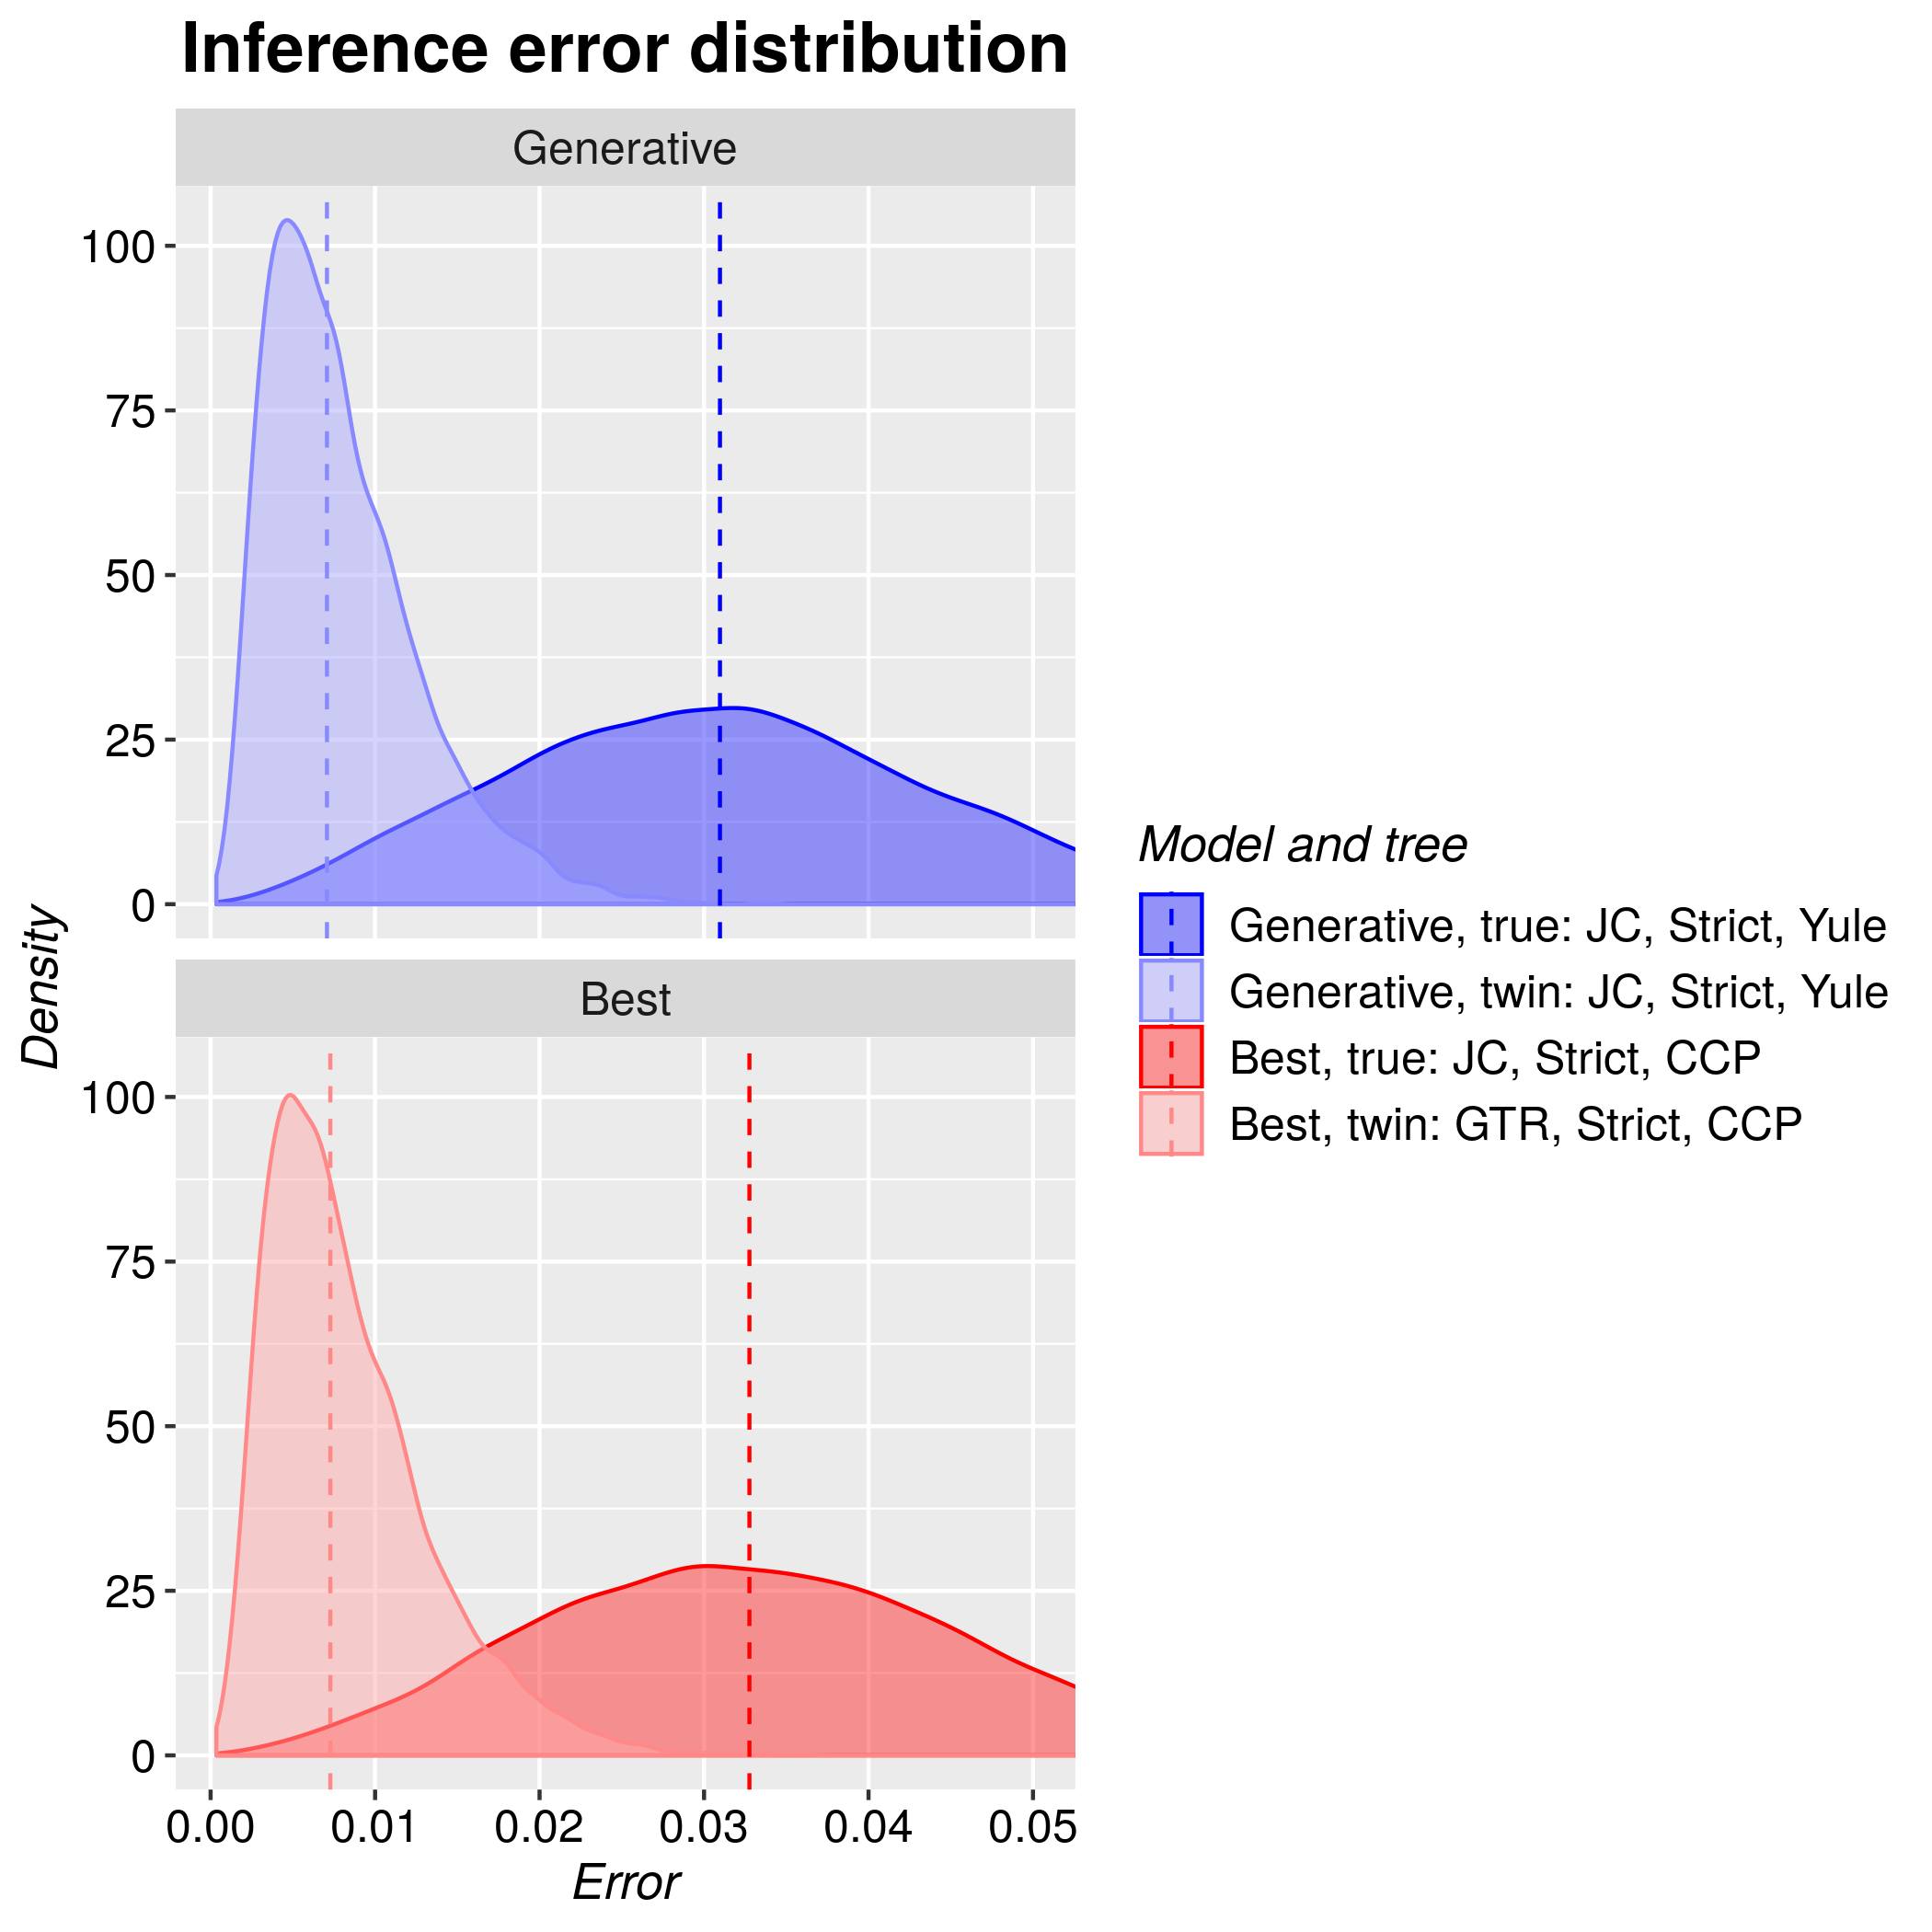 Inference error distribution
Generative
100
75
50
25
0
Best
100
75
50
25
0
0.00 0.01 0.02 0.03 0.04 0.05
Error
Density
Model and tree
Generative, true: JC, Strict, Yule
Generative, twin: JC, Strict, Yule
Best, true: JC, Strict, CCP
Best, twin: GTR, Strict, CCP